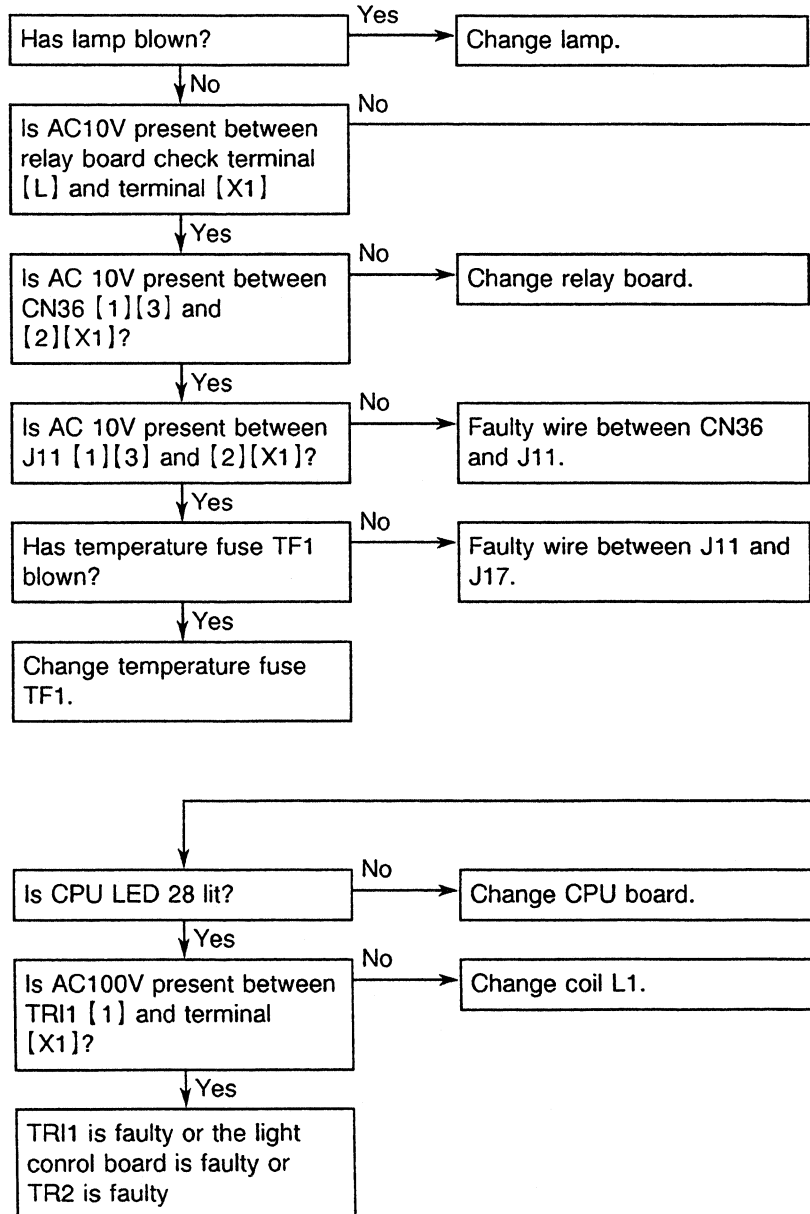 Has lamp blown?
Yes
Change lamp.
No
Is AC10V present between
relay board check terminal
[L] and terminal [X1]
No
Yes
Is AC 10V present between
CN36 [1][3] and
[2][X1]?
No
Change relay board.
Yes
Is AC 10V present between
J11 [1][3] and [2][X1]?
No
Faulty wire between CN36
and J11.
Yes
Has temperature fuse TF1
blown?
No
Faulty wire between J11 and
J17.
Yes
Change temperature fuse
TF1.
Is CPU LED 28 lit?
No
Change CPU board.
Yes
Is AC100V present between
TRI1 [1] and terminal
[X1]?
No
Change coil L1.
Yes
TRI1 is faulty or the light
conrol board is faulty or
TR2 is faulty